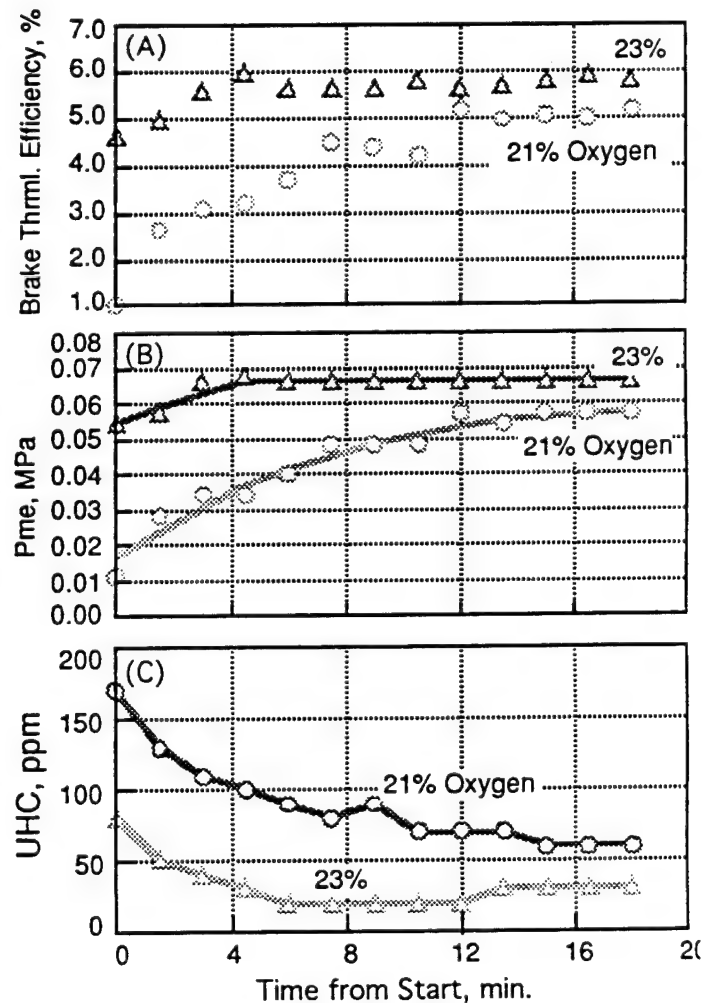 Brake Thrml. Efficiency, %
7.0
6.0
5.0
4.0
3.0
2.0
1.0
(A)
23%
21% Oxygen
Pme, MPa
0.08
0.07
0.06
0.05
0.04
0.03
0.02
0.01
0.00
(B)
23%
21% Oxygen
UHC, ppm
200
150
100
50
0
(C)
21% Oxygen
23%
0 4 8 12 16 20
Time from Start, min.